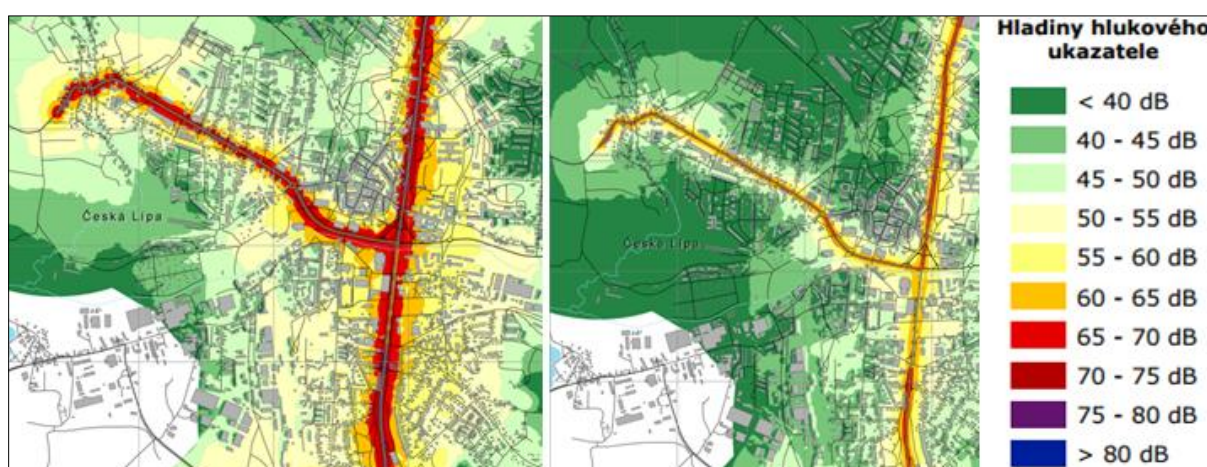 Česká Lípa
Česká Lípa
Hladiny hlukového
ukazatele
< 40 dB
40 - 45 dB
45 - 50 dB
50 - 55 dB
55 - 60 dB
60 - 65 dB
65 - 70 dB
70 - 75 dB
75 - 80 dB
> 80 dB